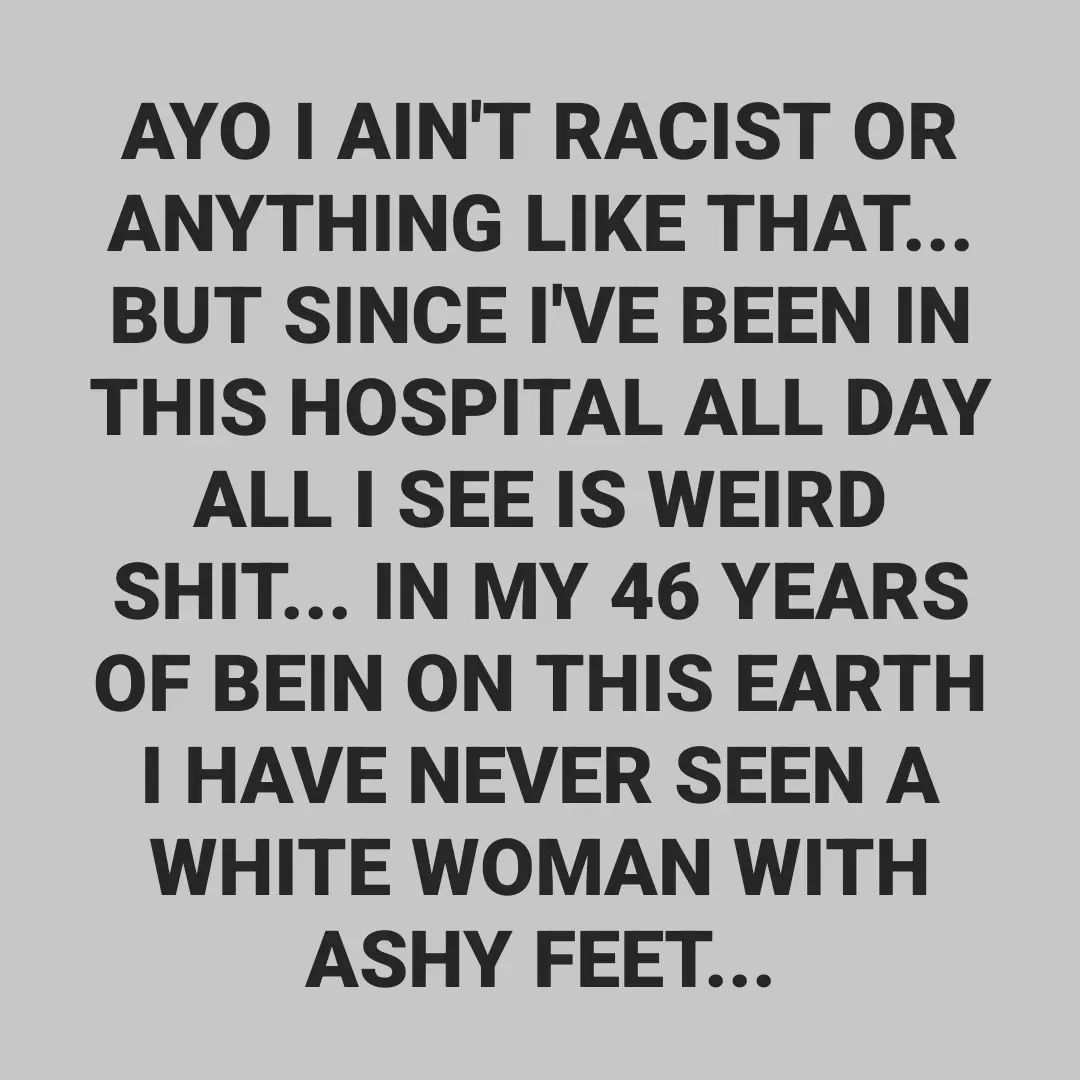 AYO I AIN'T RACIST OR
ANYTHING LIKE THAT...
BUT SINCE I'VE BEEN IN
THIS HOSPITAL ALL DAY
ALL I SEE IS WEIRD
SHIT... IN MY 46 YEARS
OF BEIN ON THIS EARTH
I HAVE NEVER SEEN A
WHITE WOMAN WITH
ASHY FEET...